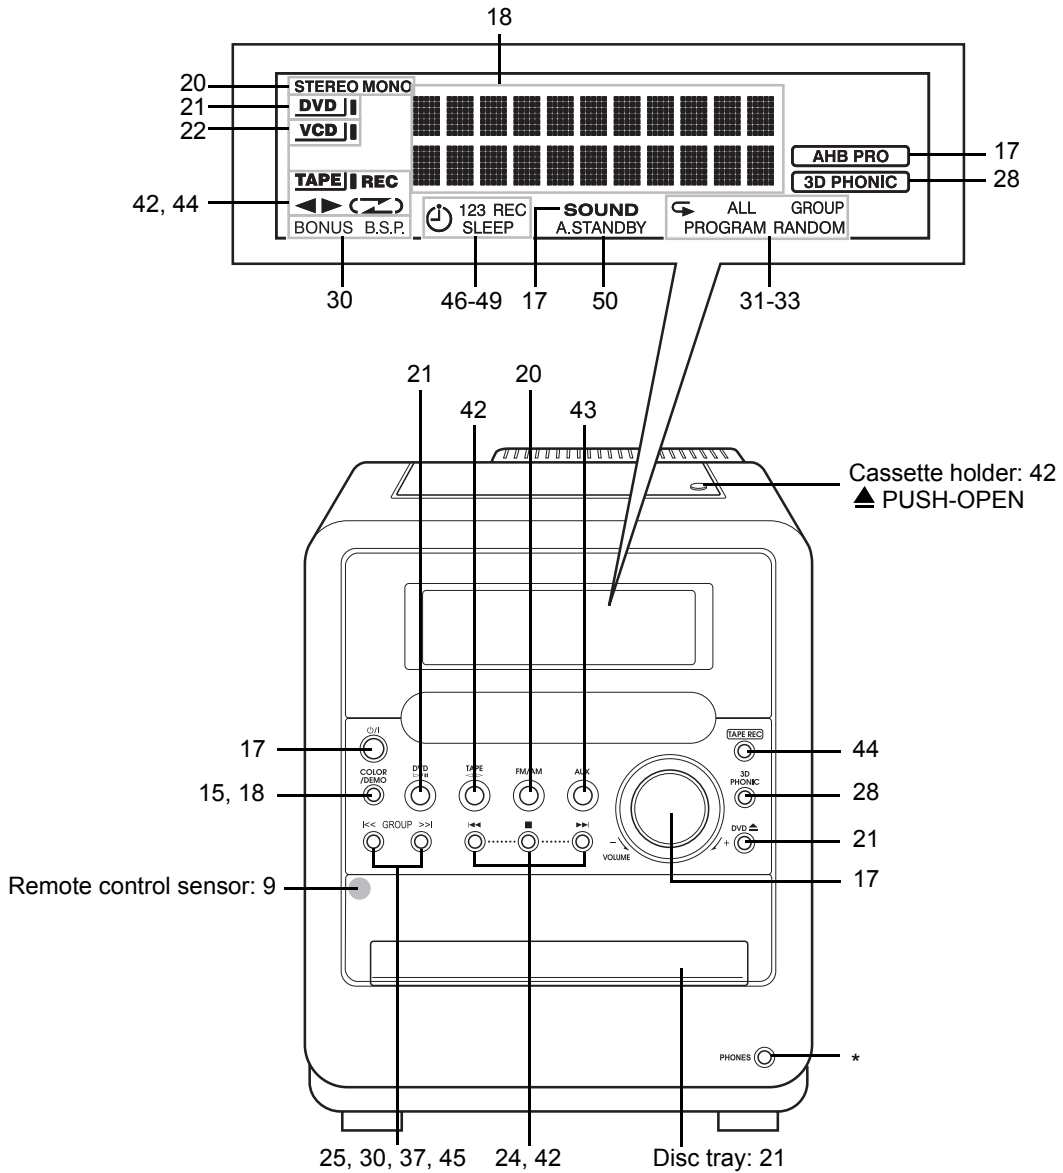 18
20
STEREO MONO
21
DVD
22
VCD
AHB PRO
17
TAPE REC
3D PHONIC
28
42, 44
BONUS B.S.P.
123 REC
SLEEP
SOUND
A.STANDBY
ALL GROUP
PROGRAM RANDOM
30
46-49
17
50
31-33
21
20
42
43
Cassette holder: 42
PUSH-OPEN
17
⏻/I
COLOR
/DEMO
15, 18
DVD
TAPE
FM/AM
AUX
TAPE REC
44
3D
PHONIC
28
|<< GROUP >>|
− VOLUME +
DVD
21
17
Remote control sensor: 9
PHONES
*
25, 30, 37, 45
24, 42
Disc tray: 21